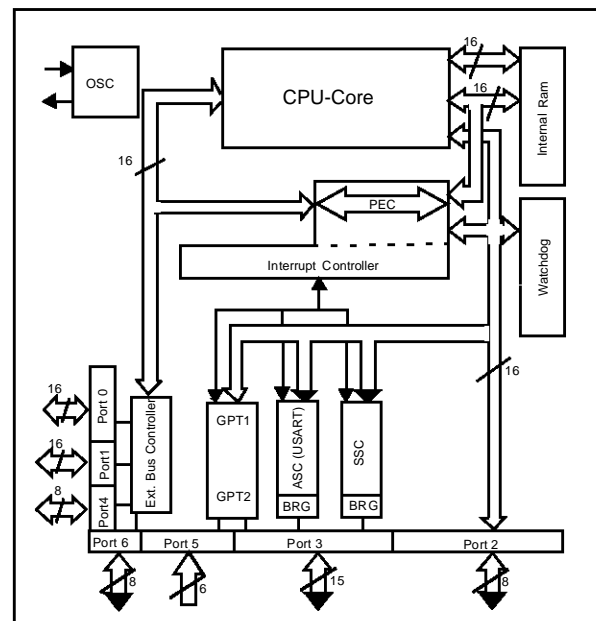 16
OSC
CPU-Core
16
Internal Ram
16
PEC
Interrupt Controller
Watchdog
16
16
Port 0
16
Port1
8
Port4
Ext. Bus Controller
GPT1
GPT2
ASC (USART)
BRG
SSC
BRG
Port 6
Port 5
Port 3
Port 2
8
6
15
8